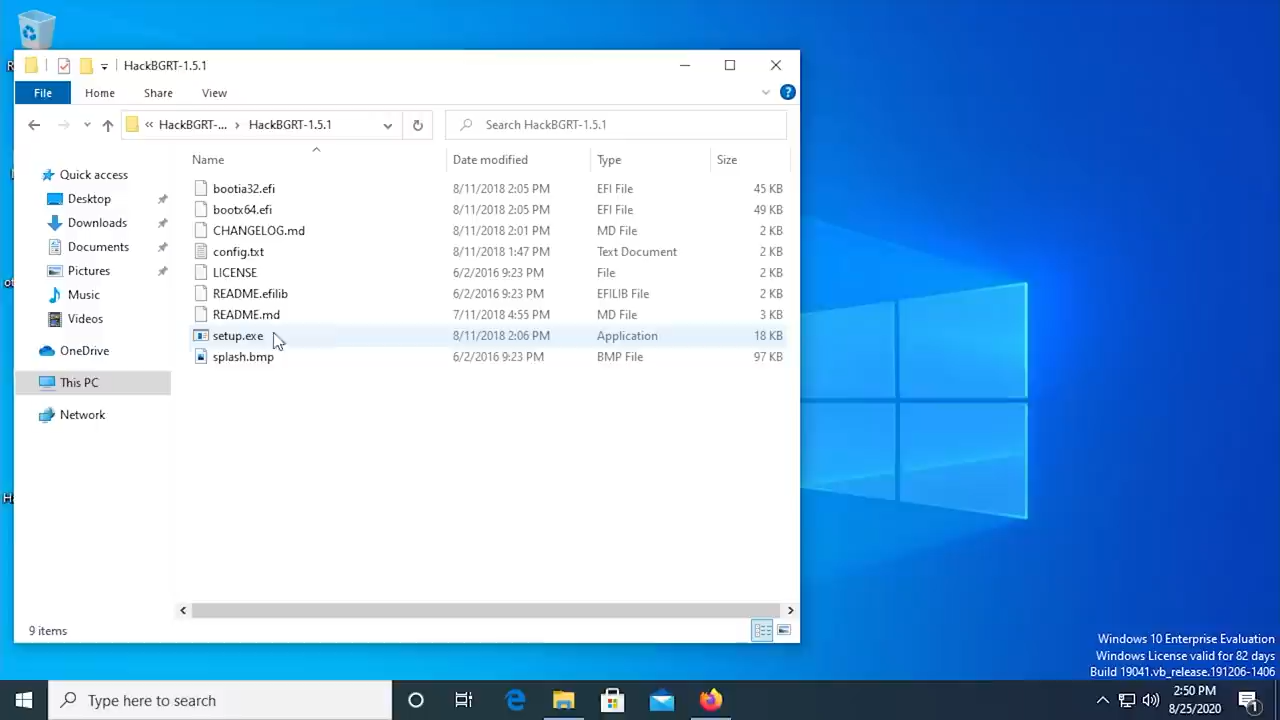 HackBGRT-1.5.1
File
Home
Share
View
HackBGRT-...
HackBGRT-1.5.1
Search HackBGRT-1.5.1
Name
Date modified
Type
Size
Quick access
Desktop
Downloads
Documents
Pictures
Music
Videos
OneDrive
This PC
Network
bootia32.efi 8/11/2018 2:05 PM EFI File 45 KB
bootx64.efi 8/11/2018 2:05 PM EFI File 49 KB
CHANGELOG.md 8/11/2018 2:01 PM MD File 2 KB
config.txt 8/11/2018 1:47 PM Text Document 2 KB
LICENSE 6/2/2016 9:23 PM File 2 KB
README.efilib 6/2/2016 9:23 PM EFILIB File 2 KB
README.md 7/11/2018 4:55 PM MD File 3 KB
setup.exe 8/11/2018 2:06 PM Application 18 KB
splash.bmp 6/2/2016 9:23 PM BMP File 97 KB
9 items
Windows 10 Enterprise Evaluation
Windows License valid for 82 days
Build 19041.vb_release.191206-1406
Type here to search
2:50 PM
8/25/2020
1